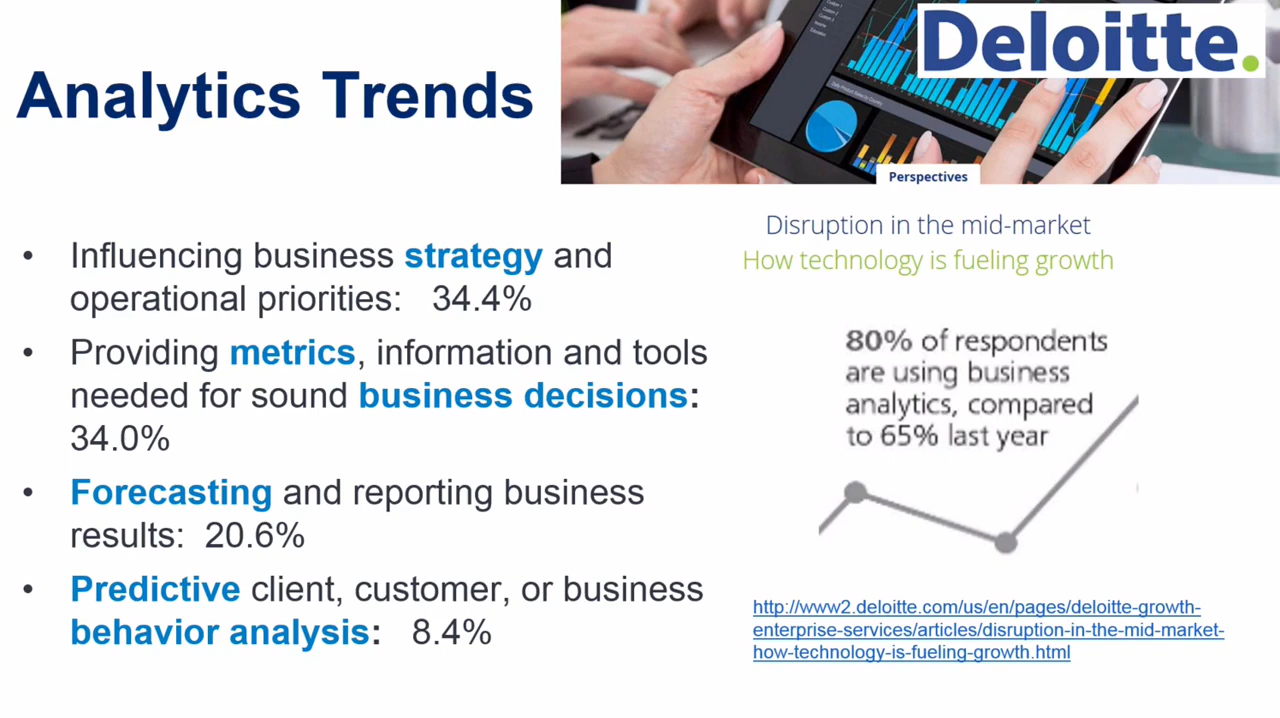 Analytics Trends
Deloitte.
Perspectives
Disruption in the mid-market
How technology is fueling growth
• Influencing business strategy and
operational priorities: 34.4%
• Providing metrics, information and tools
needed for sound business decisions:
34.0%
• Forecasting and reporting business
results: 20.6%
• Predictive client, customer, or business
behavior analysis: 8.4%
80% of respondents
are using business
analytics, compared
to 65% last year
http://www2.deloitte.com/us/en/pages/deloitte-growth-
enterprise-services/articles/disruption-in-the-mid-market-
how-technology-is-fueling-growth.html